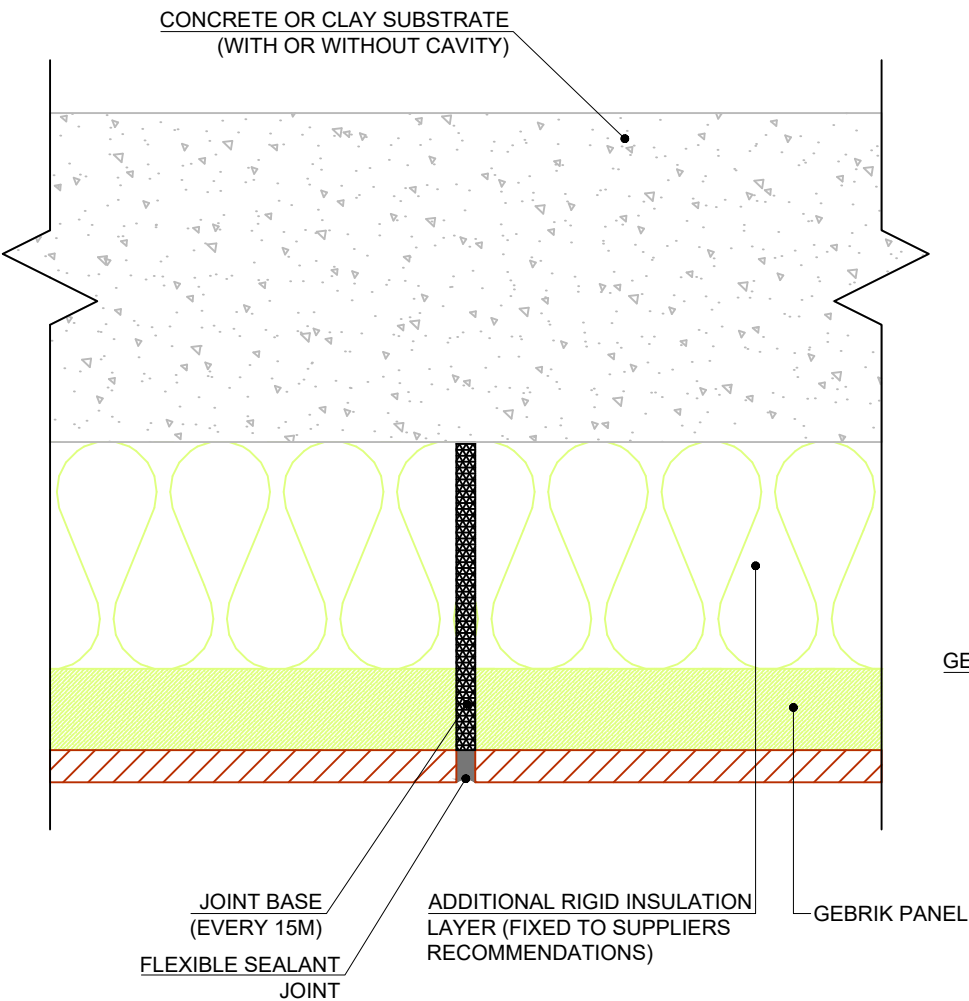 CONCRETE OR CLAY SUBSTRATE
(WITH OR WITHOUT CAVITY)
GE
JOINT BASE
(EVERY 15M)
FLEXIBLE SEALANT
JOINT
ADDITIONAL RIGID INSULATION
LAYER (FIXED TO SUPPLIERS
RECOMMENDATIONS)
GEBRIK PANEL